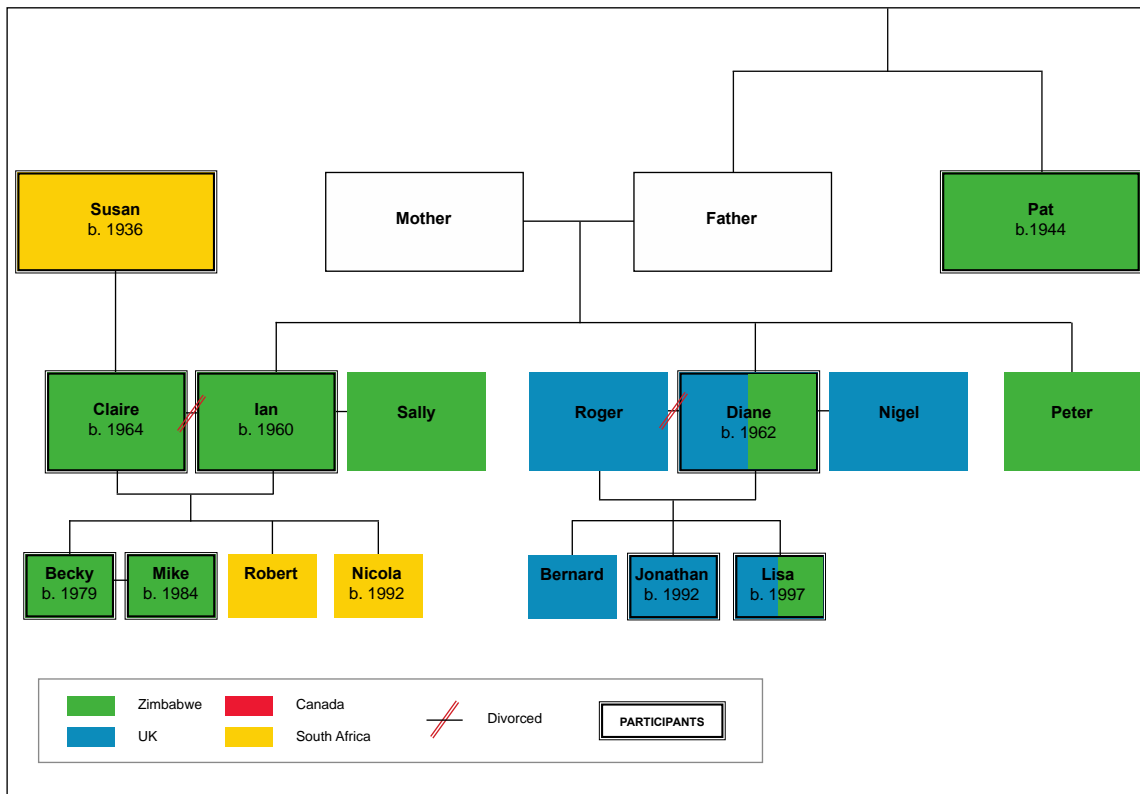 Susan
b. 1936
Mother
Father
Pat
b.1944
Claire
b. 1964
Ian
b. 1960
Sally
Roger
Diane
b. 1962
Nigel
Peter
Becky
b. 1979
Mike
b. 1984
Robert
Nicola
b. 1992
Bernard
Jonathan
b. 1992
Lisa
b. 1997
Zimbabwe
Canada
Divorced
PARTICIPANTS
UK
South Africa